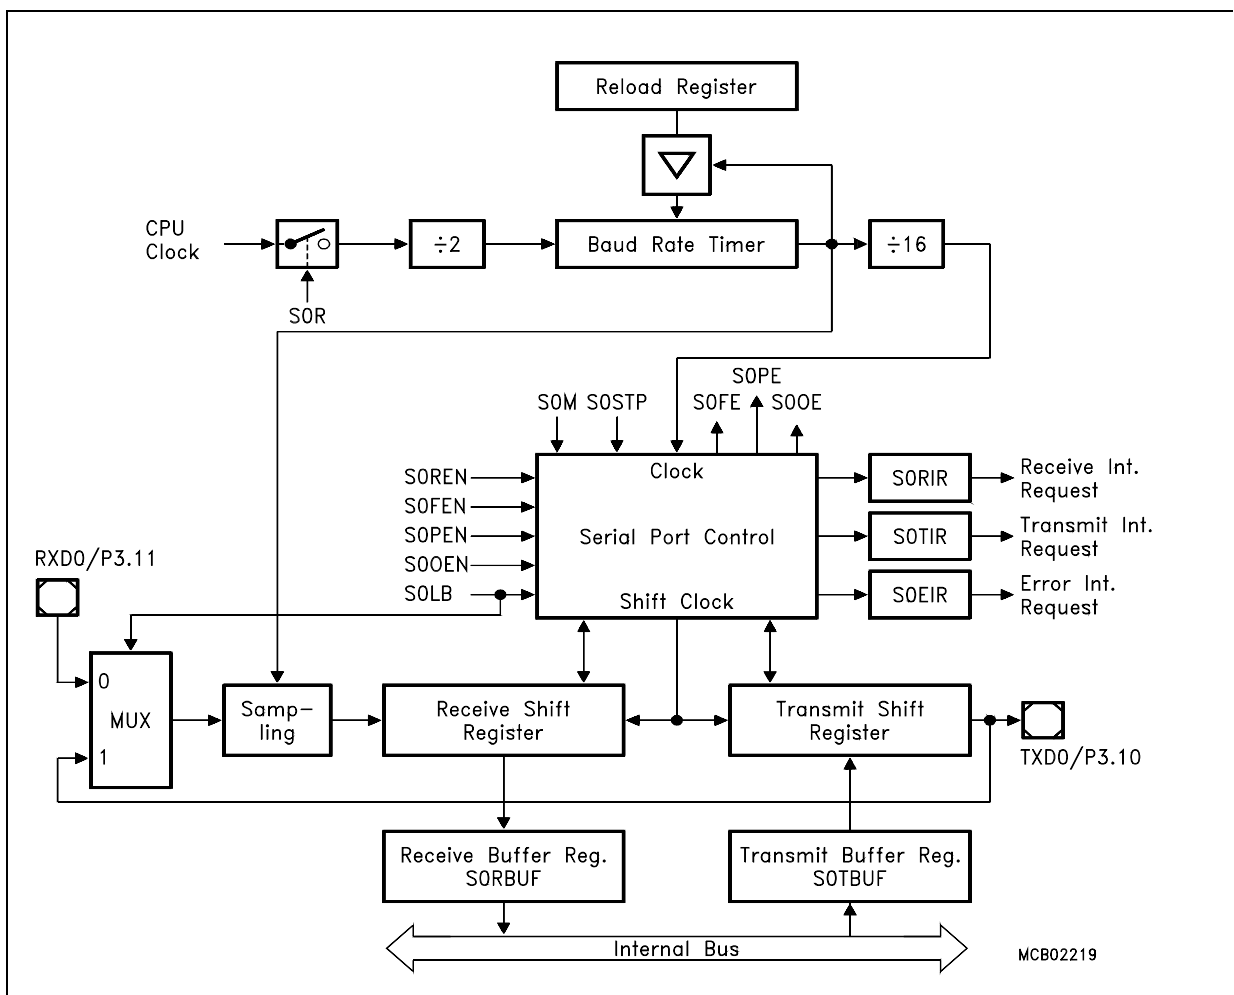 Reload Register
CPU
Clock
÷2
Baud Rate Timer
÷16
S0R
S0PE
S0M S0STP
S0FE
S0OE
S0REN
S0FEN
S0PEN
S0OEN
S0LB
Clock
Serial Port Control
Shift Clock
S0RIR
Receive Int.
Request
S0TIR
Transmit Int.
Request
S0EIR
Error Int.
Request
RXD0/P3.11
0
MUX
1
Samp-
ling
Receive Shift
Register
Transmit Shift
Register
TXD0/P3.10
Receive Buffer Reg.
S0RBUF
Transmit Buffer Reg.
S0TBUF
Internal Bus
MCB02219